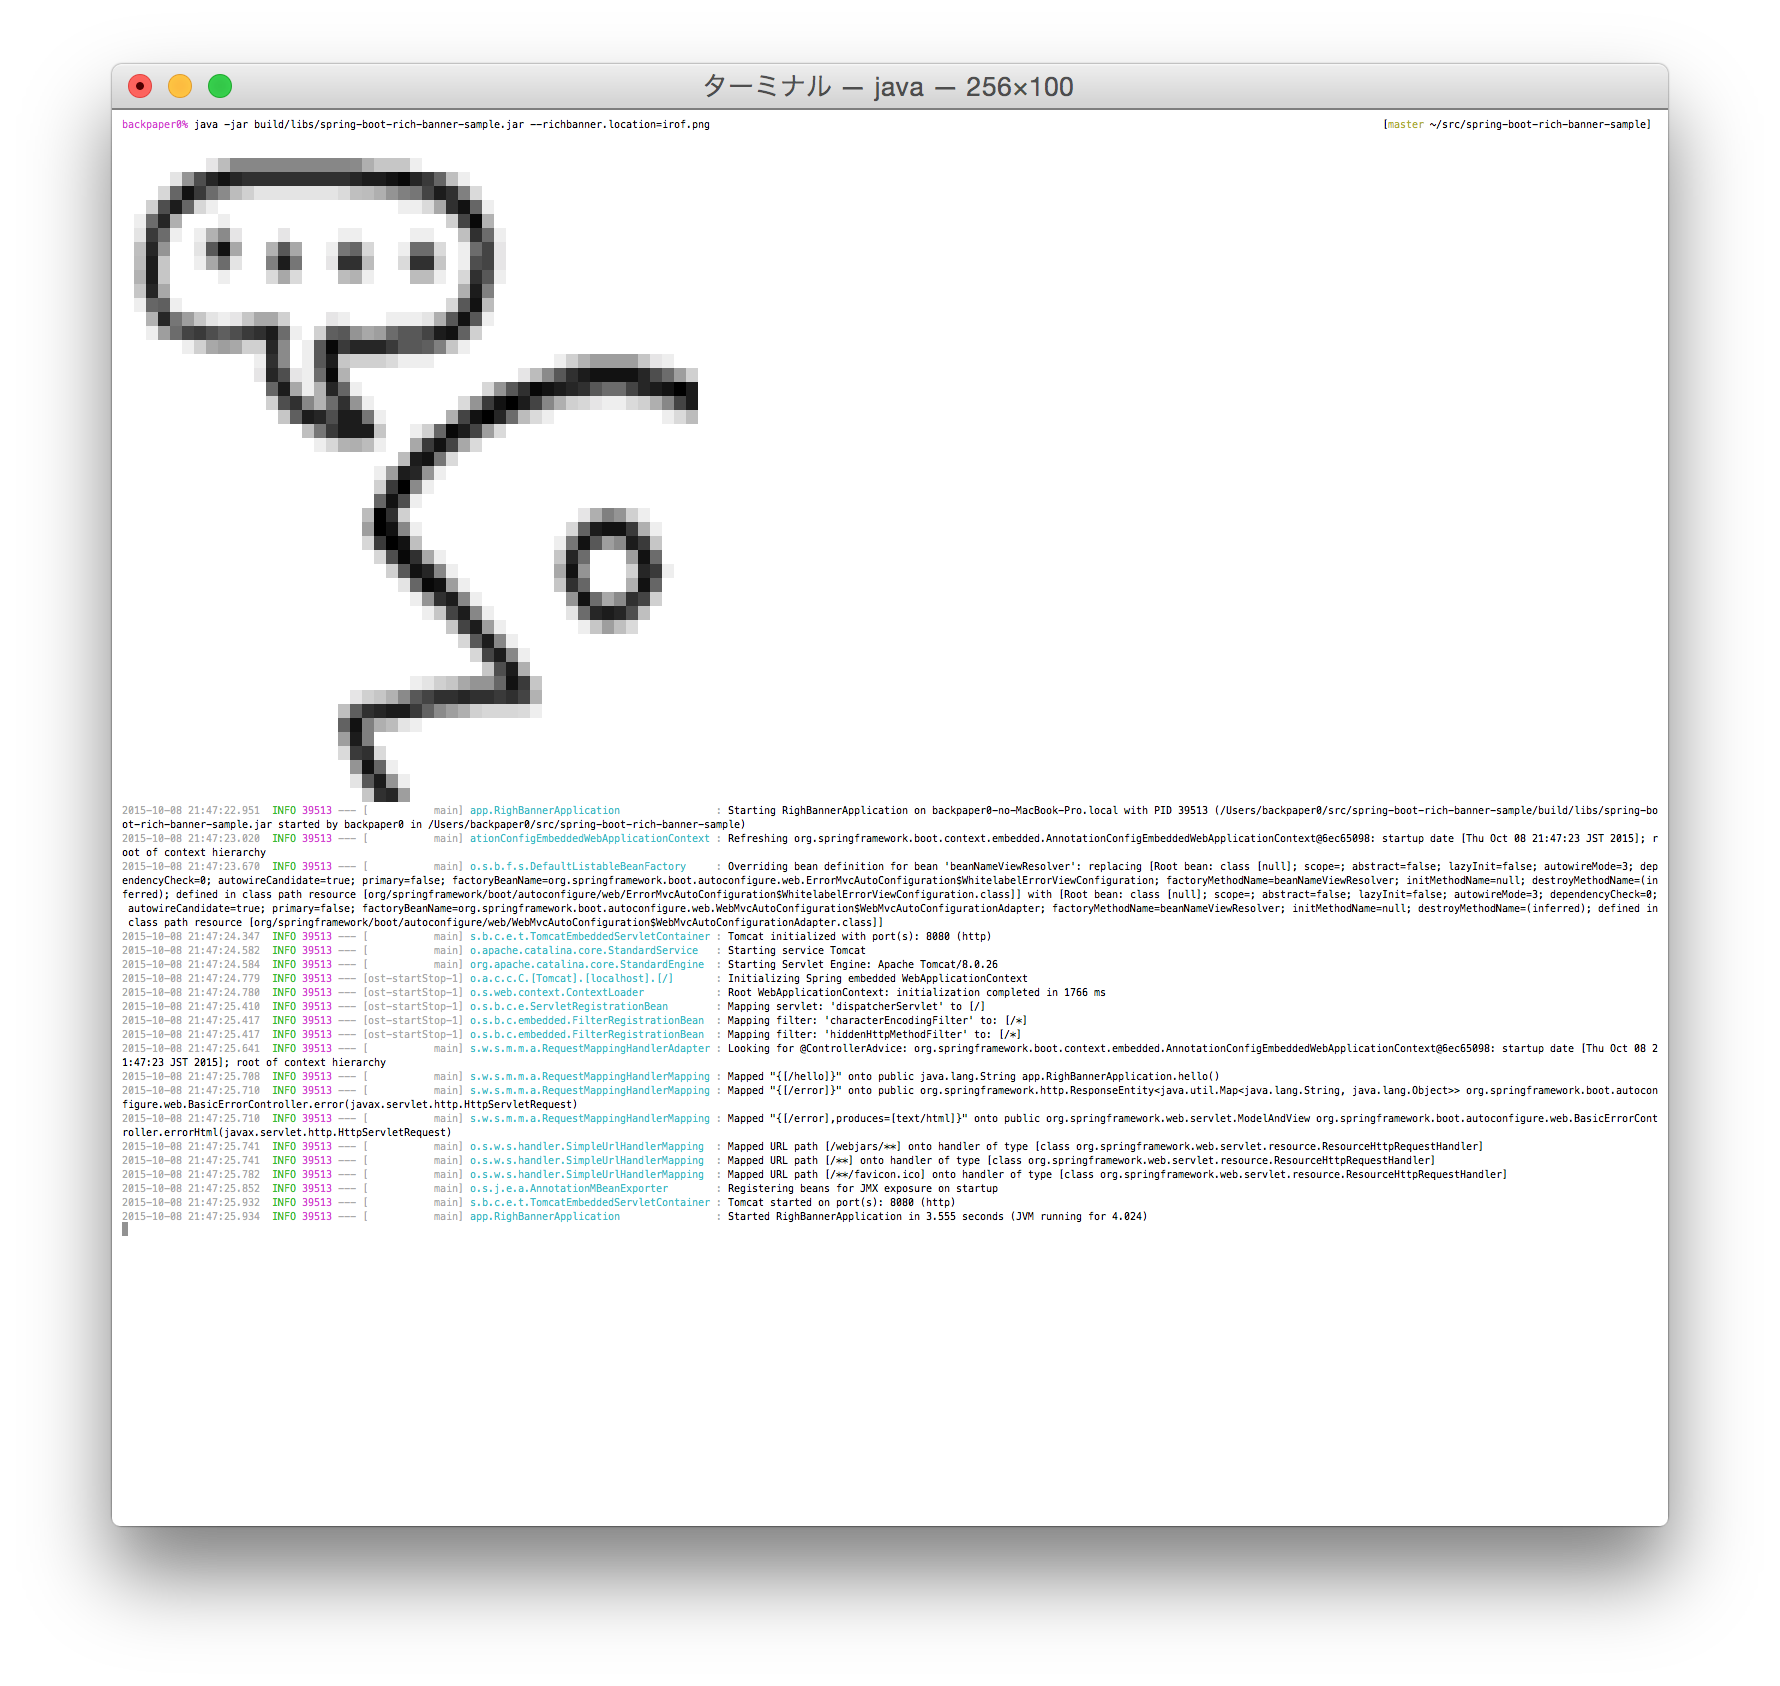 ターミナル — java — 256×100
backpaper0% java -jar build/libs/spring-boot-rich-banner-sample.jar --richbanner.location=irof.png [master ~/src/spring-boot-rich-banner-sample]
2015-10-08 21:47:22.951  INFO 39513 --- [           main] app.RighBannerApplication                : Starting RighBannerApplication on backpaper0-no-MacBook-Pro.local with PID 39513 (/Users/backpaper0/src/spring-boot-rich-banner-sample/build/libs/spring-bo
ot-rich-banner-sample.jar started by backpaper0 in /Users/backpaper0/src/spring-boot-rich-banner-sample)
2015-10-08 21:47:23.020  INFO 39513 --- [           main] ationConfigEmbeddedWebApplicationContext : Refreshing org.springframework.boot.context.embedded.AnnotationConfigEmbeddedWebApplicationContext@6ec65098: startup date [Thu Oct 08 21:47:23 JST 2015]; r
oot of context hierarchy
2015-10-08 21:47:23.670  INFO 39513 --- [           main] o.s.b.f.s.DefaultListableBeanFactory     : Overriding bean definition for bean 'beanNameViewResolver': replacing [Root bean: class [null]; scope=; abstract=false; lazyInit=false; autowireMode=3; dep
endencyCheck=0; autowireCandidate=true; primary=false; factoryBeanName=org.springframework.boot.autoconfigure.web.ErrorMvcAutoConfiguration$WhitelabelErrorViewConfiguration; factoryMethodName=beanNameViewResolver; initMethodName=null; destroyMethodName=(in
ferred); defined in class path resource [org/springframework/boot/autoconfigure/web/ErrorMvcAutoConfiguration$WhitelabelErrorViewConfiguration.class]] with [Root bean: class [null]; scope=; abstract=false; lazyInit=false; autowireMode=3; dependencyCheck=0;
 autowireCandidate=true; primary=false; factoryBeanName=org.springframework.boot.autoconfigure.web.WebMvcAutoConfiguration$WebMvcAutoConfigurationAdapter; factoryMethodName=beanNameViewResolver; initMethodName=null; destroyMethodName=(inferred); defined in
 class path resource [org/springframework/boot/autoconfigure/web/WebMvcAutoConfiguration$WebMvcAutoConfigurationAdapter.class]]
2015-10-08 21:47:24.347  INFO 39513 --- [           main] s.b.c.e.t.TomcatEmbeddedServletContainer : Tomcat initialized with port(s): 8080 (http)
2015-10-08 21:47:24.582  INFO 39513 --- [           main] o.apache.catalina.core.StandardService   : Starting service Tomcat
2015-10-08 21:47:24.584  INFO 39513 --- [           main] org.apache.catalina.core.StandardEngine  : Starting Servlet Engine: Apache Tomcat/8.0.26
2015-10-08 21:47:24.779  INFO 39513 --- [ost-startStop-1] o.a.c.c.C.[Tomcat].[localhost].[/]       : Initializing Spring embedded WebApplicationContext
2015-10-08 21:47:24.780  INFO 39513 --- [ost-startStop-1] o.s.web.context.ContextLoader            : Root WebApplicationContext: initialization completed in 1766 ms
2015-10-08 21:47:25.410  INFO 39513 --- [ost-startStop-1] o.s.b.c.e.ServletRegistrationBean        : Mapping servlet: 'dispatcherServlet' to [/]
2015-10-08 21:47:25.417  INFO 39513 --- [ost-startStop-1] o.s.b.c.embedded.FilterRegistrationBean  : Mapping filter: 'characterEncodingFilter' to: [/*]
2015-10-08 21:47:25.417  INFO 39513 --- [ost-startStop-1] o.s.b.c.embedded.FilterRegistrationBean  : Mapping filter: 'hiddenHttpMethodFilter' to: [/*]
2015-10-08 21:47:25.641  INFO 39513 --- [           main] s.w.s.m.m.a.RequestMappingHandlerAdapter : Looking for @ControllerAdvice: org.springframework.boot.context.embedded.AnnotationConfigEmbeddedWebApplicationContext@6ec65098: startup date [Thu Oct 08 2
1:47:23 JST 2015]; root of context hierarchy
2015-10-08 21:47:25.708  INFO 39513 --- [           main] s.w.s.m.m.a.RequestMappingHandlerMapping : Mapped "{[/hello]}" onto public java.lang.String app.RighBannerApplication.hello()
2015-10-08 21:47:25.710  INFO 39513 --- [           main] s.w.s.m.m.a.RequestMappingHandlerMapping : Mapped "{[/error]}" onto public org.springframework.http.ResponseEntity<java.util.Map<java.lang.String, java.lang.Object>> org.springframework.boot.autocon
figure.web.BasicErrorController.error(javax.servlet.http.HttpServletRequest)
2015-10-08 21:47:25.710  INFO 39513 --- [           main] s.w.s.m.m.a.RequestMappingHandlerMapping : Mapped "{[/error],produces=[text/html]}" onto public org.springframework.web.servlet.ModelAndView org.springframework.boot.autoconfigure.web.BasicErrorCont
roller.errorHtml(javax.servlet.http.HttpServletRequest)
2015-10-08 21:47:25.741  INFO 39513 --- [           main] o.s.w.s.handler.SimpleUrlHandlerMapping  : Mapped URL path [/webjars/**] onto handler of type [class org.springframework.web.servlet.resource.ResourceHttpRequestHandler]
2015-10-08 21:47:25.741  INFO 39513 --- [           main] o.s.w.s.handler.SimpleUrlHandlerMapping  : Mapped URL path [/**] onto handler of type [class org.springframework.web.servlet.resource.ResourceHttpRequestHandler]
2015-10-08 21:47:25.782  INFO 39513 --- [           main] o.s.w.s.handler.SimpleUrlHandlerMapping  : Mapped URL path [/**/favicon.ico] onto handler of type [class org.springframework.web.servlet.resource.ResourceHttpRequestHandler]
2015-10-08 21:47:25.852  INFO 39513 --- [           main] o.s.j.e.a.AnnotationMBeanExporter        : Registering beans for JMX exposure on startup
2015-10-08 21:47:25.932  INFO 39513 --- [           main] s.b.c.e.t.TomcatEmbeddedServletContainer : Tomcat started on port(s): 8080 (http)
2015-10-08 21:47:25.934  INFO 39513 --- [           main] app.RighBannerApplication                : Started RighBannerApplication in 3.555 seconds (JVM running for 4.024)